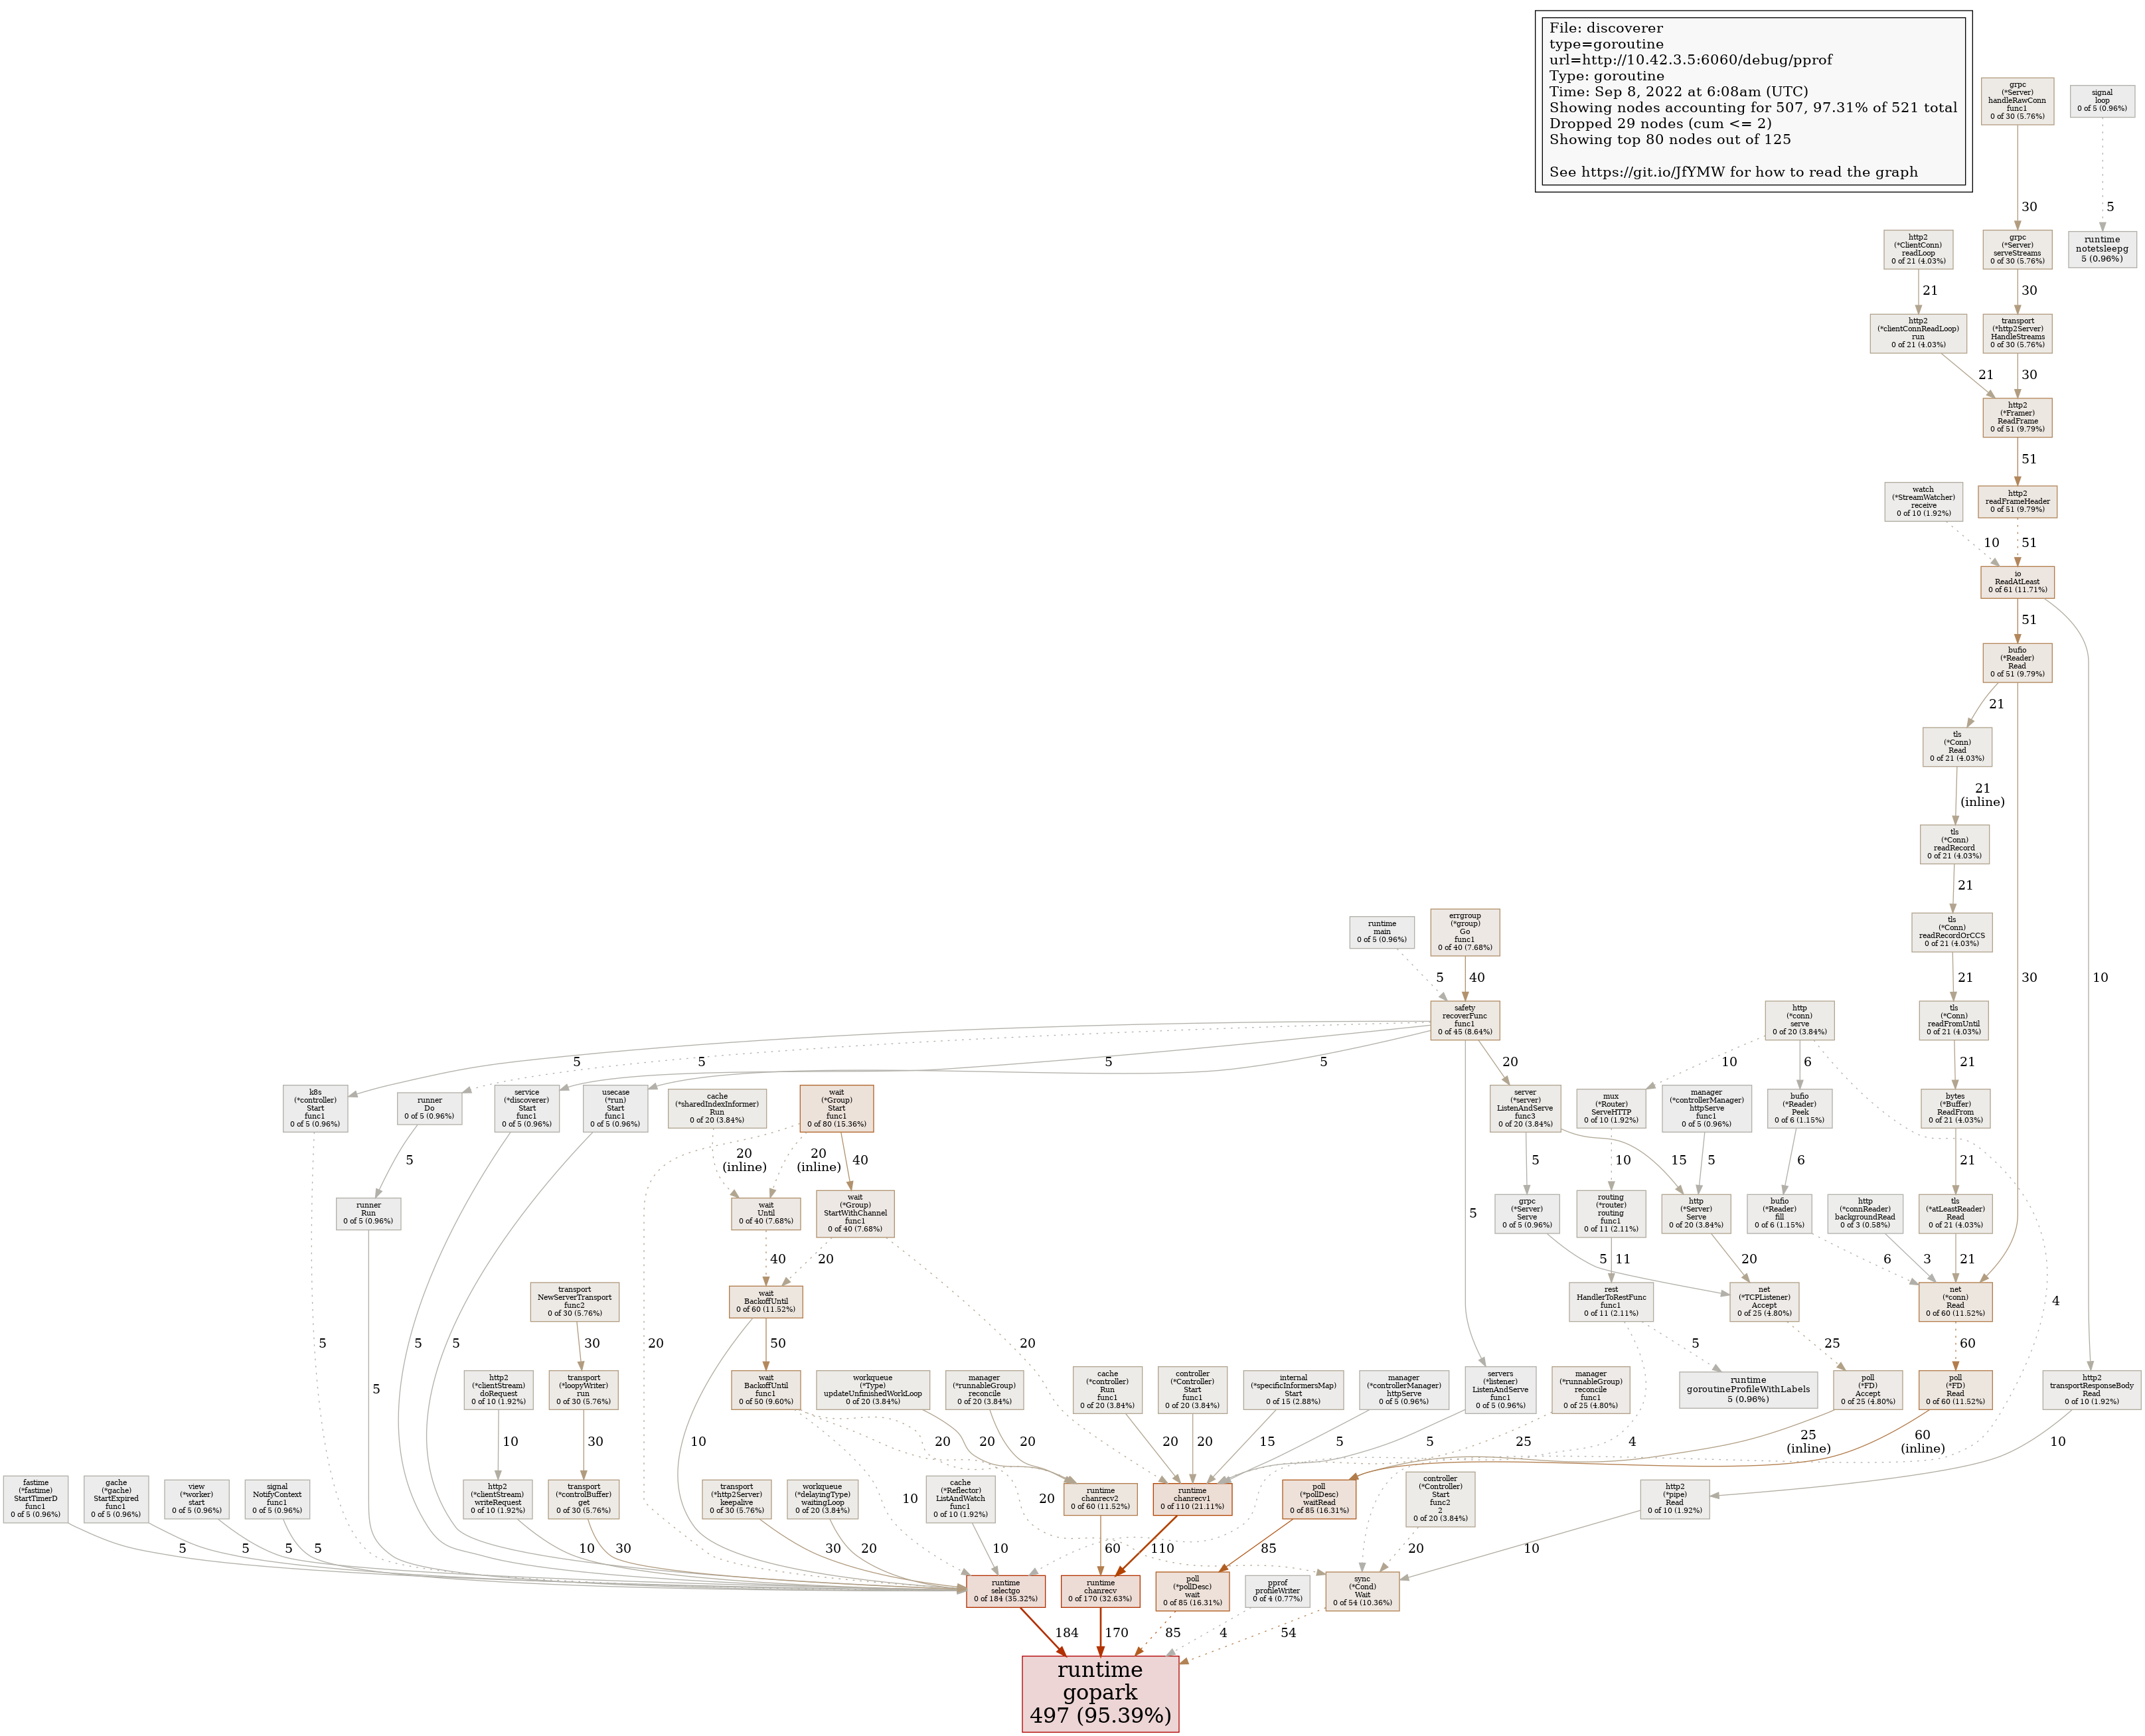 File: discoverer
type=goroutine
url=http://10.42.3.5:6060/debug/pprof
Type: goroutine
Time: Sep 8, 2022 at 6:08am (UTC)
Showing nodes accounting for 507, 97.31% of 521 total
Dropped 29 nodes (cum <= 2)
Showing top 80 nodes out of 125
See https://git.io/JfYMW for how to read the graph
grpc
(*Server)
handleRawConn
func1
0 of 30 (5.76%)
signal
loop
0 of 5 (0.96%)
30
5
http2
(*ClientConn)
readLoop
0 of 21 (4.03%)
grpc
(*Server)
serveStreams
0 of 30 (5.76%)
runtime
notetsleepg
5 (0.96%)
21
30
http2
(*clientConnReadLoop)
run
0 of 21 (4.03%)
transport
(*http2Server)
HandleStreams
0 of 30 (5.76%)
21
30
http2
(*Framer)
ReadFrame
0 of 51 (9.79%)
51
watch
(*StreamWatcher)
receive
0 of 10 (1.92%)
http2
readFrameHeader
0 of 51 (9.79%)
10
51
io
ReadAtLeast
0 of 61 (11.71%)
51
bufio
(*Reader)
Read
0 of 51 (9.79%)
21
tls
(*Conn)
Read
0 of 21 (4.03%)
21
(inline)
tls
(*Conn)
readRecord
0 of 21 (4.03%)
21
runtime
main
0 of 5 (0.96%)
errgroup
(*group)
Go
func1
0 of 40 (7.68%)
tls
(*Conn)
readRecordOrCCS
0 of 21 (4.03%)
5
40
21
30
10
safety
recoverFunc
func1
0 of 45 (8.64%)
http
(*conn)
serve
0 of 20 (3.84%)
tls
(*Conn)
readFromUntil
0 of 21 (4.03%)
5
5
5
5
20
10
6
21
k8s
(*controller)
Start
func1
0 of 5 (0.96%)
runner
Do
0 of 5 (0.96%)
service
(*discoverer)
Start
func1
0 of 5 (0.96%)
usecase
(*run)
Start
func1
0 of 5 (0.96%)
cache
(*sharedIndexInformer)
Run
0 of 20 (3.84%)
wait
(*Group)
Start
func1
0 of 80 (15.36%)
server
(*server)
ListenAndServe
func3
0 of 20 (3.84%)
mux
(*Router)
ServeHTTP
0 of 10 (1.92%)
manager
(*controllerManager)
httpServe
func1
0 of 5 (0.96%)
bufio
(*Reader)
Peek
0 of 6 (1.15%)
bytes
(*Buffer)
ReadFrom
0 of 21 (4.03%)
5
20
(inline)
20
(inline)
40
5
15
10
5
6
21
runner
Run
0 of 5 (0.96%)
wait
Until
0 of 40 (7.68%)
wait
(*Group)
StartWithChannel
func1
0 of 40 (7.68%)
5
grpc
(*Server)
Serve
0 of 5 (0.96%)
routing
(*router)
routing
func1
0 of 11 (2.11%)
http
(*Server)
Serve
0 of 20 (3.84%)
bufio
(*Reader)
fill
0 of 6 (1.15%)
http
(*connReader)
backgroundRead
0 of 3 (0.58%)
tls
(*atLeastReader)
Read
0 of 21 (4.03%)
40
20
5
11
20
6
3
21
transport
NewServerTransport
func2
0 of 30 (5.76%)
wait
BackoffUntil
0 of 60 (11.52%)
rest
HandlerToRestFunc
func1
0 of 11 (2.11%)
net
(*TCPListener)
Accept
0 of 25 (4.80%)
net
(*conn)
Read
0 of 60 (11.52%)
4
5
5
5
30
20
50
20
5
25
60
http2
(*clientStream)
doRequest
0 of 10 (1.92%)
transport
(*loopyWriter)
run
0 of 30 (5.76%)
wait
BackoffUntil
func1
0 of 50 (9.60%)
workqueue
(*Type)
updateUnfinishedWorkLoop
0 of 20 (3.84%)
manager
(*runnableGroup)
reconcile
0 of 20 (3.84%)
cache
(*controller)
Run
func1
0 of 20 (3.84%)
controller
(*Controller)
Start
func1
0 of 20 (3.84%)
internal
(*specificInformersMap)
Start
0 of 15 (2.88%)
manager
(*controllerManager)
httpServe
0 of 5 (0.96%)
servers
(*listener)
ListenAndServe
func1
0 of 5 (0.96%)
manager
(*runnableGroup)
reconcile
func1
0 of 25 (4.80%)
runtime
goroutineProfileWithLabels
5 (0.96%)
poll
(*FD)
Accept
0 of 25 (4.80%)
poll
(*FD)
Read
0 of 60 (11.52%)
http2
transportResponseBody
Read
0 of 10 (1.92%)
5
10
30
10
20
20
20
20
20
15
5
5
25
4
25
(inline)
60
(inline)
10
fastime
(*fastime)
StartTimerD
func1
0 of 5 (0.96%)
gache
(*gache)
StartExpired
func1
0 of 5 (0.96%)
view
(*worker)
start
0 of 5 (0.96%)
signal
NotifyContext
func1
0 of 5 (0.96%)
http2
(*clientStream)
writeRequest
0 of 10 (1.92%)
transport
(*controlBuffer)
get
0 of 30 (5.76%)
transport
(*http2Server)
keepalive
0 of 30 (5.76%)
workqueue
(*delayingType)
waitingLoop
0 of 20 (3.84%)
cache
(*Reflector)
ListAndWatch
func1
0 of 10 (1.92%)
runtime
chanrecv2
0 of 60 (11.52%)
runtime
chanrecv1
0 of 110 (21.11%)
poll
(*pollDesc)
waitRead
0 of 85 (16.31%)
controller
(*Controller)
Start
func2
2
0 of 20 (3.84%)
http2
(*pipe)
Read
0 of 10 (1.92%)
5
5
5
5
10
30
30
20
10
10
60
110
85
20
10
runtime
selectgo
0 of 184 (35.32%)
runtime
chanrecv
0 of 170 (32.63%)
poll
(*pollDesc)
wait
0 of 85 (16.31%)
pprof
profileWriter
0 of 4 (0.77%)
sync
(*Cond)
Wait
0 of 54 (10.36%)
184
170
85
4
54
runtime
gopark
497 (95.39%)